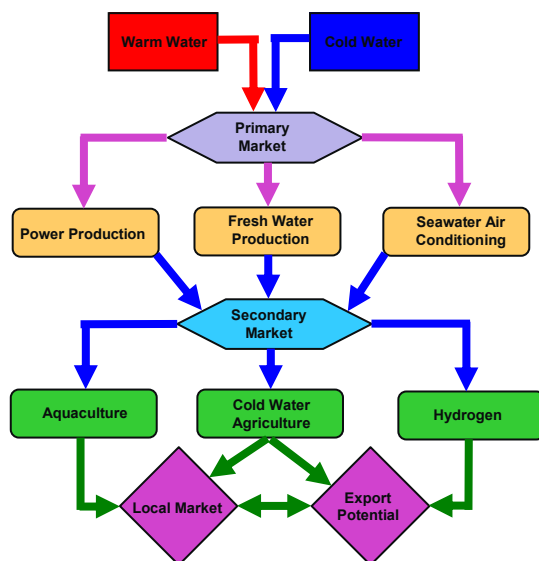 Warm Water
Cold Water
Primary
Market
Power Production
Fresh Water
Production
Seawater Air
Conditioning
Secondary
Market
Aquaculture
Cold Water
Agriculture
Hydrogen
Local Market
Export
Potential